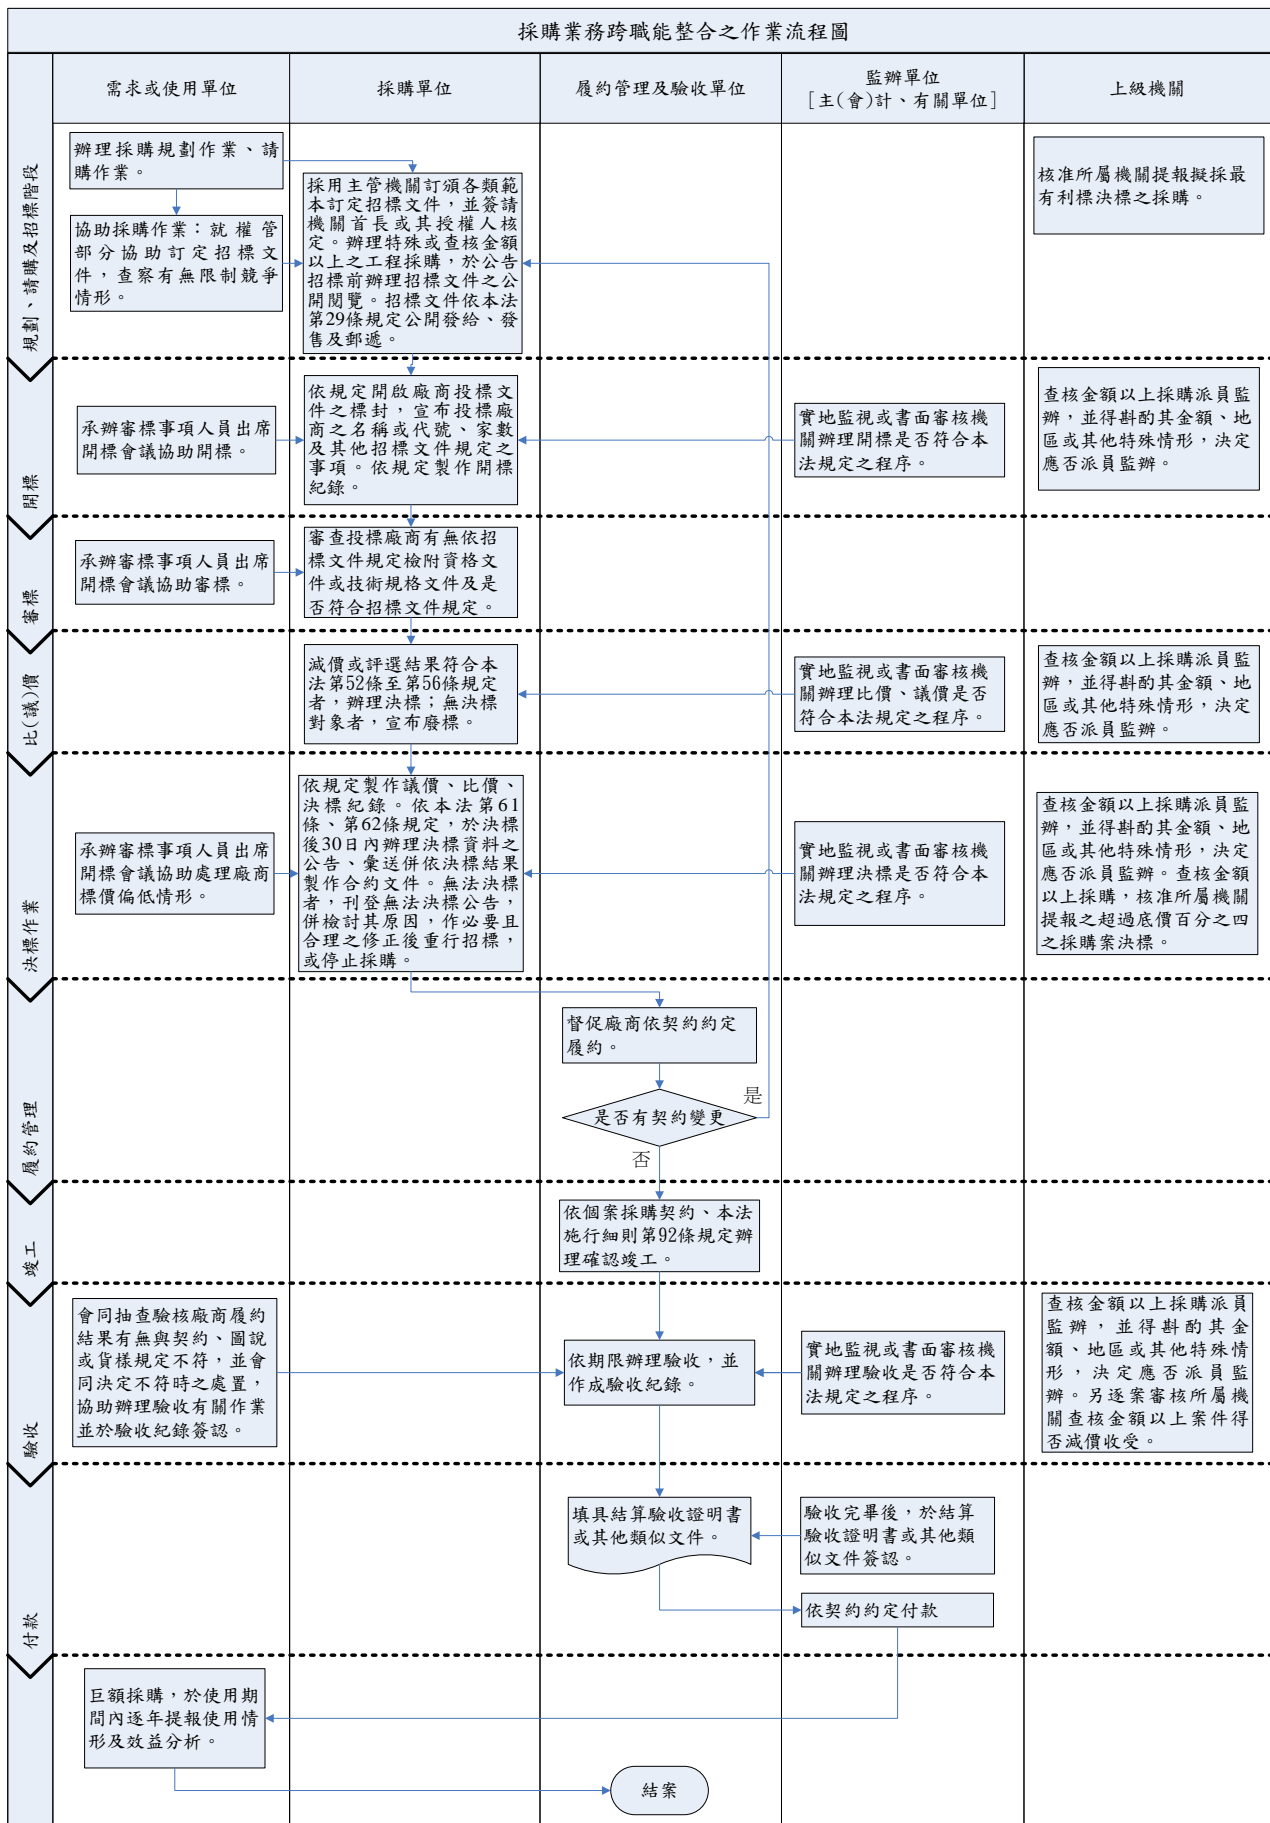 採購業務跨職能整合之作業流程圖
需求或使用單位
採購單位
履約管理及驗收單位
監辦單位
[主(會)計、有關單位]
上級機關
規劃、請購及招標階段
辦理採購規劃作業、請
購作業。
協助採購作業：就權管
部分協助訂定招標文
件，查察有無限制競爭
情形。
採用主管機關訂頒各類範
本訂定招標文件，並簽請
機關首長或其授權人核
定。辦理特殊或查核金額
以上之工程採購，於公告
招標前辦理招標文件之公
開閱覽。招標文件依本法
第29條規定公開發給、發
售及郵遞。
核准所屬機關提報擬採最
有利標決標之採購。
開標
承辦審標事項人員出席
開標會議協助開標。
依規定開啟廠商投標文
件之標封，宣布投標廠
商之名稱或代號、家數
及其他招標文件規定之
事項。依規定製作開標
紀錄。
實地監視或書面審核機
關辦理開標是否符合本
法規定之程序。
查核金額以上採購派員監
辦，並得斟酌其金額、地
區或其他特殊情形，決定
應否派員監辦。
審標
承辦審標事項人員出席
開標會議協助審標。
審查投標廠商有無依招
標文件規定檢附資格文
件或技術規格文件及是
否符合招標文件規定。
比(議)價
減價或評選結果符合本
法第52條至第56條規定
者，辦理決標；無決標
對象者，宣布廢標。
實地監視或書面審核機
關辦理比價、議價是否
符合本法規定之程序。
查核金額以上採購派員監
辦，並得斟酌其金額、地
區或其他特殊情形，決定
應否派員監辦。
決標作業
承辦審標事項人員出席
開標會議協助處理廠商
標價偏低情形。
依規定製作議價、比價、
決標紀錄。依本法第61
條、第62條規定，於決標
後30日內辦理決標資料之
公告、彙送併依決標結果
製作合約文件。無法決標
者，刊登無法決標公告，
併檢討其原因，作必要且
合理之修正後重行招標，
或停止採購。
實地監視或書面審核機
關辦理決標是否符合本
法規定之程序。
查核金額以上採購派員監
辦，並得斟酌其金額、地
區或其他特殊情形，決定
應否派員監辦。查核金額
以上採購，核准所屬機關
提報之超過底價百分之四
之採購案決標。
履約管理
督促廠商依契約約定
履約。
是否有契約變更
是
否
竣工
依個案採購契約、本法
施行細則第92條規定辦
理確認竣工。
驗收
會同抽查驗核廠商履約
結果有無與契約、圖說
或貨樣規定不符，並會
同決定不符時之處置，
協助辦理驗收有關作業
並於驗收紀錄簽認。
依期限辦理驗收，並
作成驗收紀錄。
實地監視或書面審核機
關辦理驗收是否符合本
法規定之程序。
查核金額以上採購派員
監辦，並得斟酌其金
額、地區或其他特殊情
形，決定應否派員監
辦。另逐案審核所屬機
關查核金額以上案件得
否減價收受。
付款
填具結算驗收證明書
或其他類似文件。
驗收完畢後，於結算
驗收證明書或其他類
似文件簽認。
依契約約定付款
巨額採購，於使用期
間內逐年提報使用情
形及效益分析。
結案